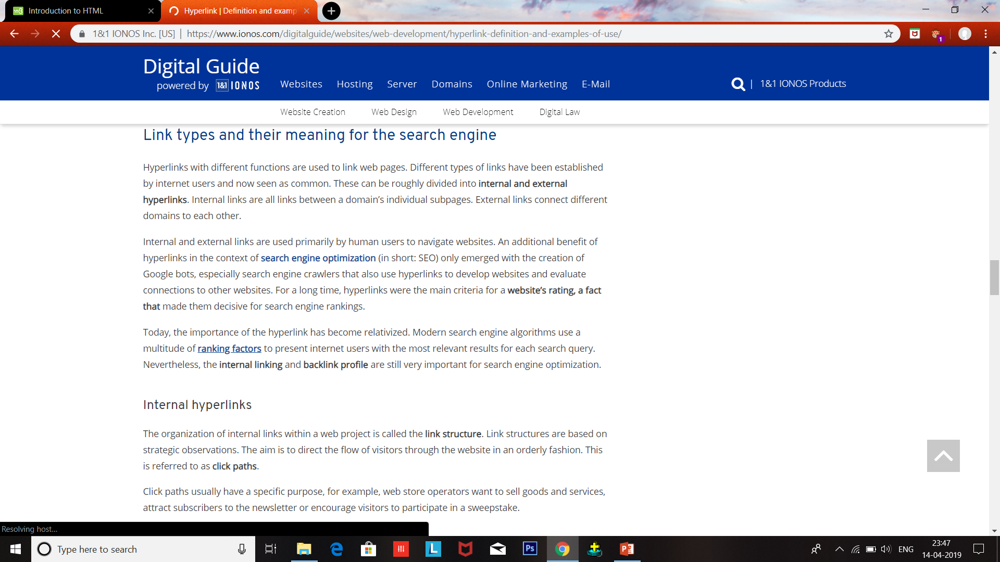 Introduction to HTML
Hyperlink | Definition and examp
1&1 IONOS Inc. [US] | https://www.ionos.com/digitalguide/websites/web-development/hyperlink-definition-and-examples-of-use/
1
Digital Guide
powered by 1&1 IONOS
Websites Hosting Server Domains Online Marketing E-Mail
| 1&1 IONOS Products
Website Creation Web Design Web Development Digital Law
Link types and their meaning for the search engine
Hyperlinks with different functions are used to link web pages. Different types of links have been established
by internet users and now seen as common. These can be roughly divided into internal and external
hyperlinks. Internal links are all links between a domain’s individual subpages. External links connect different
domains to each other.
Internal and external links are used primarily by human users to navigate websites. An additional benefit of
hyperlinks in the context of search engine optimization (in short: SEO) only emerged with the creation of
Google bots, especially search engine crawlers that also use hyperlinks to develop websites and evaluate
connections to other websites. For a long time, hyperlinks were the main criteria for a website’s rating, a fact
that made them decisive for search engine rankings.
Today, the importance of the hyperlink has become relativized. Modern search engine algorithms use a
multitude of ranking factors to present internet users with the most relevant results for each search query.
Nevertheless, the internal linking and backlink profile are still very important for search engine optimization.
Internal hyperlinks
The organization of internal links within a web project is called the link structure. Link structures are based on
strategic observations. The aim is to direct the flow of visitors through the website in an orderly fashion. This
is referred to as click paths.
Click paths usually have a specific purpose, for example, web store operators want to sell goods and services,
attract subscribers to the newsletter or encourage visitors to participate in a sweepstake.
Resolving host...
Type here to search
L
Ps
ENG
23:47
14-04-2019